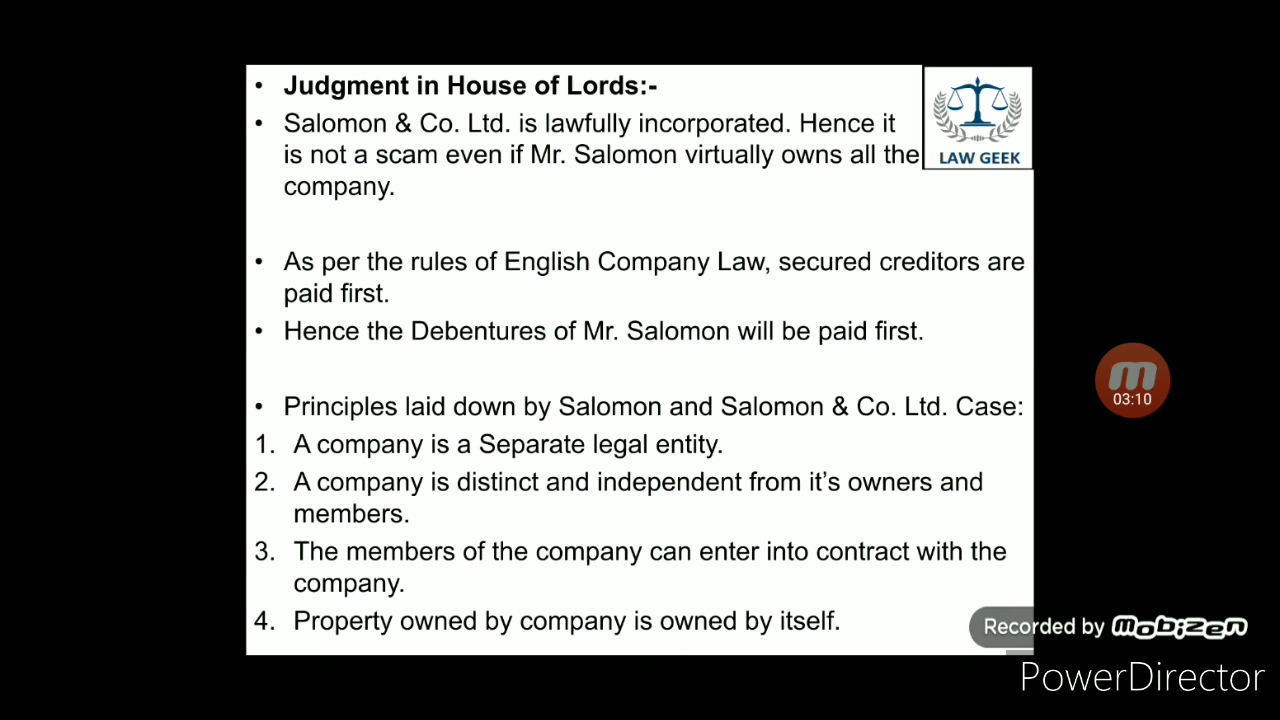 • Judgment in House of Lords:-
• Salomon & Co. Ltd. is lawfully incorporated. Hence it
is not a scam even if Mr. Salomon virtually owns all the
company.
LAW GEEK
• As per the rules of English Company Law, secured creditors are
paid first.
• Hence the Debentures of Mr. Salomon will be paid first.
03:10
• Principles laid down by Salomon and Salomon & Co. Ltd. Case:
1. A company is a Separate legal entity.
2. A company is distinct and independent from it’s owners and
members.
3. The members of the company can enter into contract with the
company.
4. Property owned by company is owned by itself.
Recorded by mobizen
PowerDirector